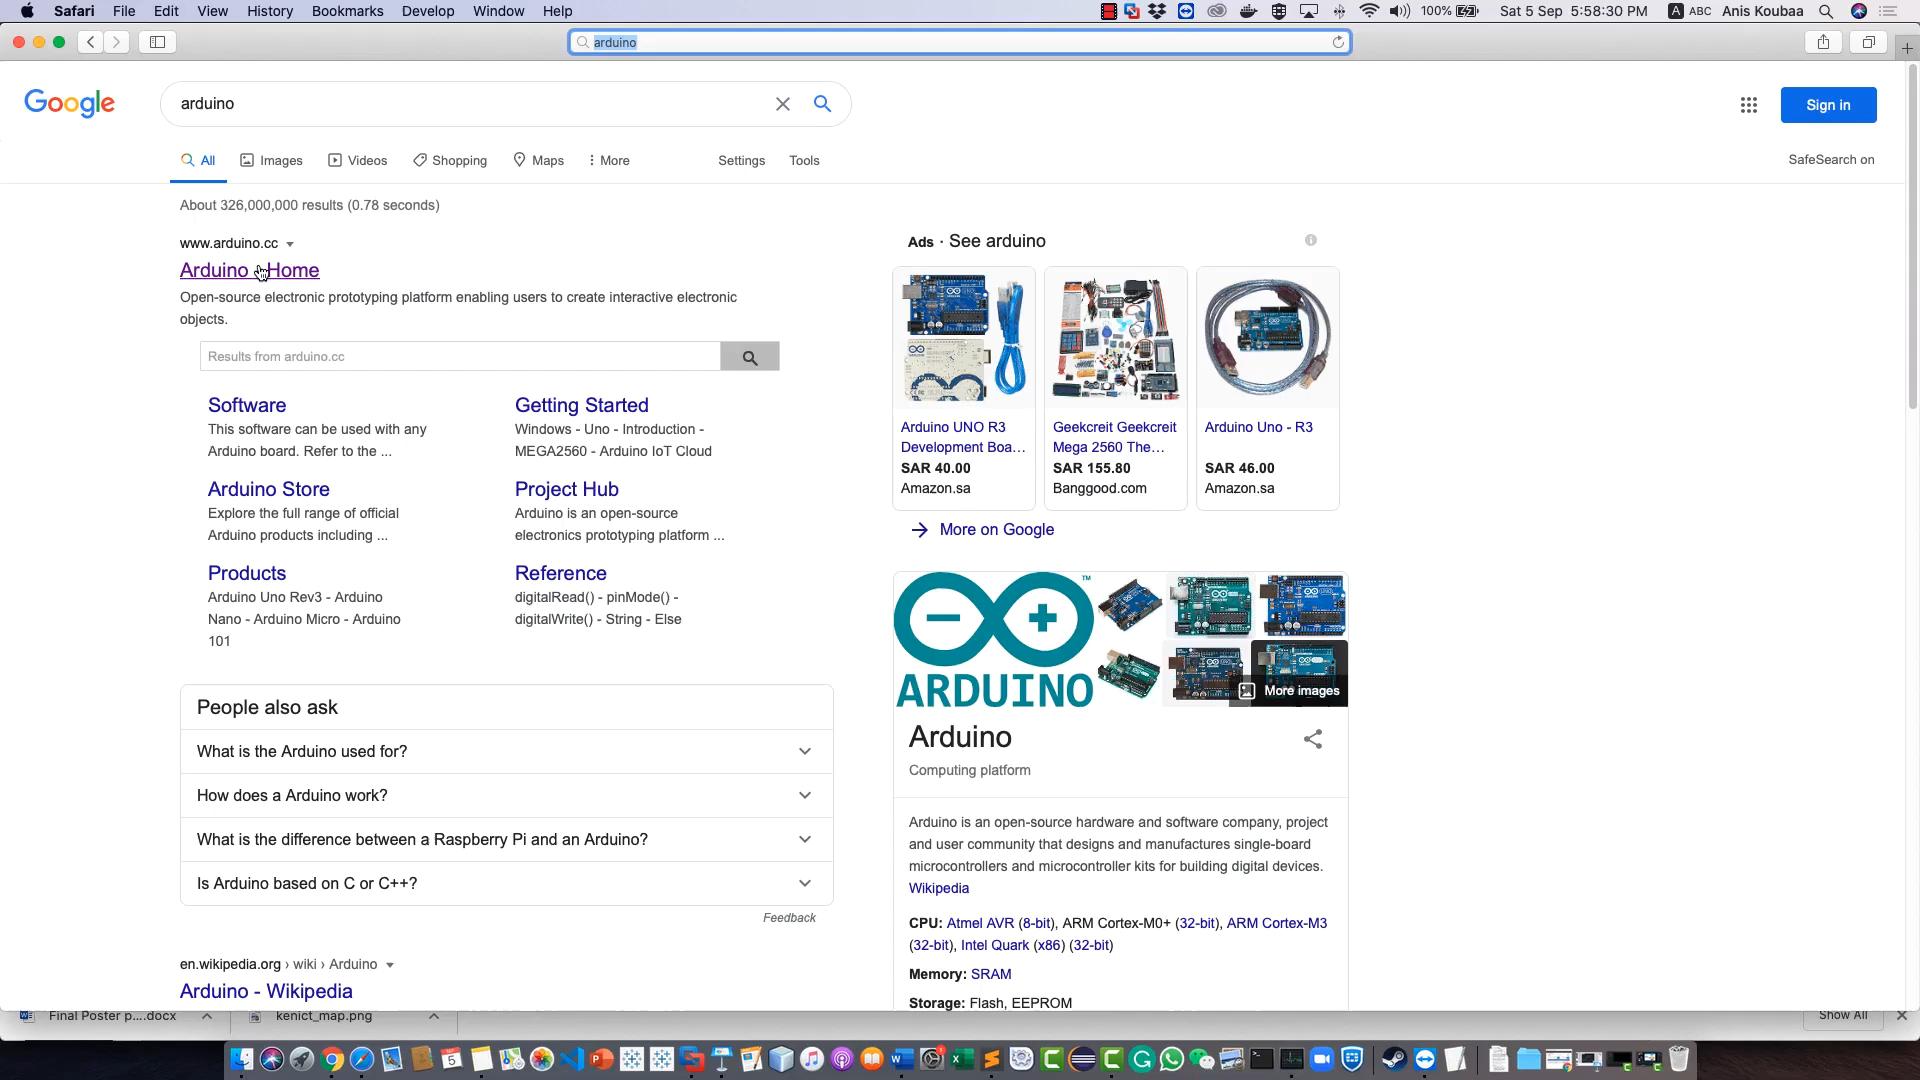 Safari File Edit View History Bookmarks Develop Window Help
100% Sat 5 Sep 5:58:30 PM A ABC Anis Koubaa
arduino
Google
arduino
Sign in
All Images Videos Shopping Maps More Settings Tools
SafeSearch on
About 326,000,000 results (0.78 seconds)
www.arduino.cc
Arduino - Home
Open-source electronic prototyping platform enabling users to create interactive electronic
objects.
Results from arduino.cc
Software
This software can be used with any
Arduino board. Refer to the ...
Getting Started
Windows - Uno - Introduction -
MEGA2560 - Arduino IoT Cloud
Arduino Store
Explore the full range of official
Arduino products including ...
Project Hub
Arduino is an open-source
electronics prototyping platform ...
Products
Arduino Uno Rev3 - Arduino
Nano - Arduino Micro - Arduino
101
Reference
digitalRead() - pinMode() -
digitalWrite() - String - Else
People also ask
What is the Arduino used for?
How does a Arduino work?
What is the difference between a Raspberry Pi and an Arduino?
Is Arduino based on C or C++?
Feedback
en.wikipedia.org › wiki › Arduino
Arduino - Wikipedia
Ads · See arduino
Arduino UNO R3
Development Boa...
SAR 40.00
Amazon.sa
Geekcreit Geekcreit
Mega 2560 The...
SAR 155.80
Banggood.com
Arduino Uno - R3
SAR 46.00
Amazon.sa
More on Google
ARDUINO
TM
More images
Arduino
Computing platform
Arduino is an open-source hardware and software company, project
and user community that designs and manufactures single-board
microcontrollers and microcontroller kits for building digital devices.
Wikipedia
CPU: Atmel AVR (8-bit), ARM Cortex-M0+ (32-bit), ARM Cortex-M3
(32-bit), Intel Quark (x86) (32-bit)
Memory: SRAM
Storage: Flash, EEPROM
Final Poster p....docx
kenict_map.png
Show All